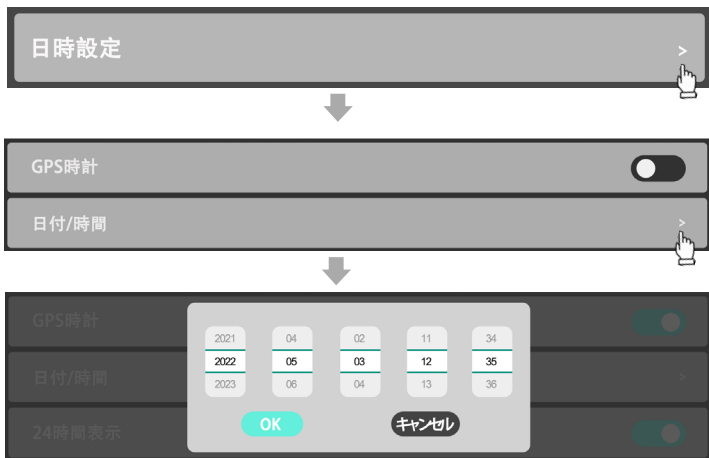 日時設定 >
GPS時計
日付/時間 >
GPS時計
日付/時間 >
24時間表示
2021 04 02 11 34
2022 05 03 12 35
2023 06 04 13 36
OK キャンセル